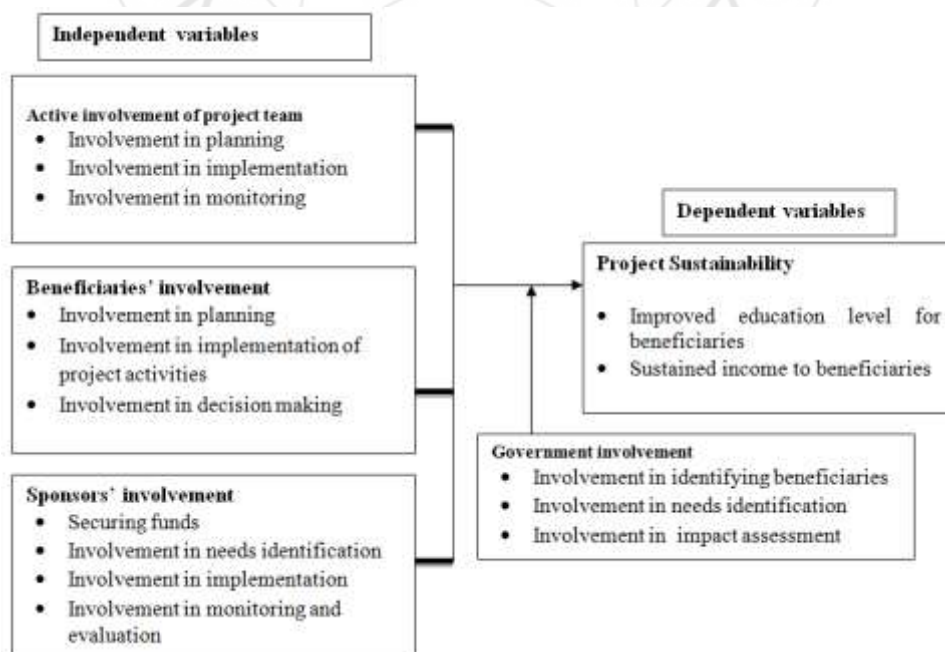 Independent variables
Active involvement of project team
• Involvement in planning
• Involvement in implementation
• Involvement in monitoring
Beneficiaries' involvement
• Involvement in planning
• Involvement in implementation of
project activities
• Involvement in decision making
Sponsors' involvement
• Securing funds
• Involvement in needs identification
• Involvement in implementation
• Involvement in monitoring and
evaluation
Dependent variables
Project Sustainability
• Improved education level for
beneficiaries
• Sustained income to beneficiaries
Government involvement
• Involvement in identifying beneficiaries
• Involvement in needs identification
• Involvement in impact assessment